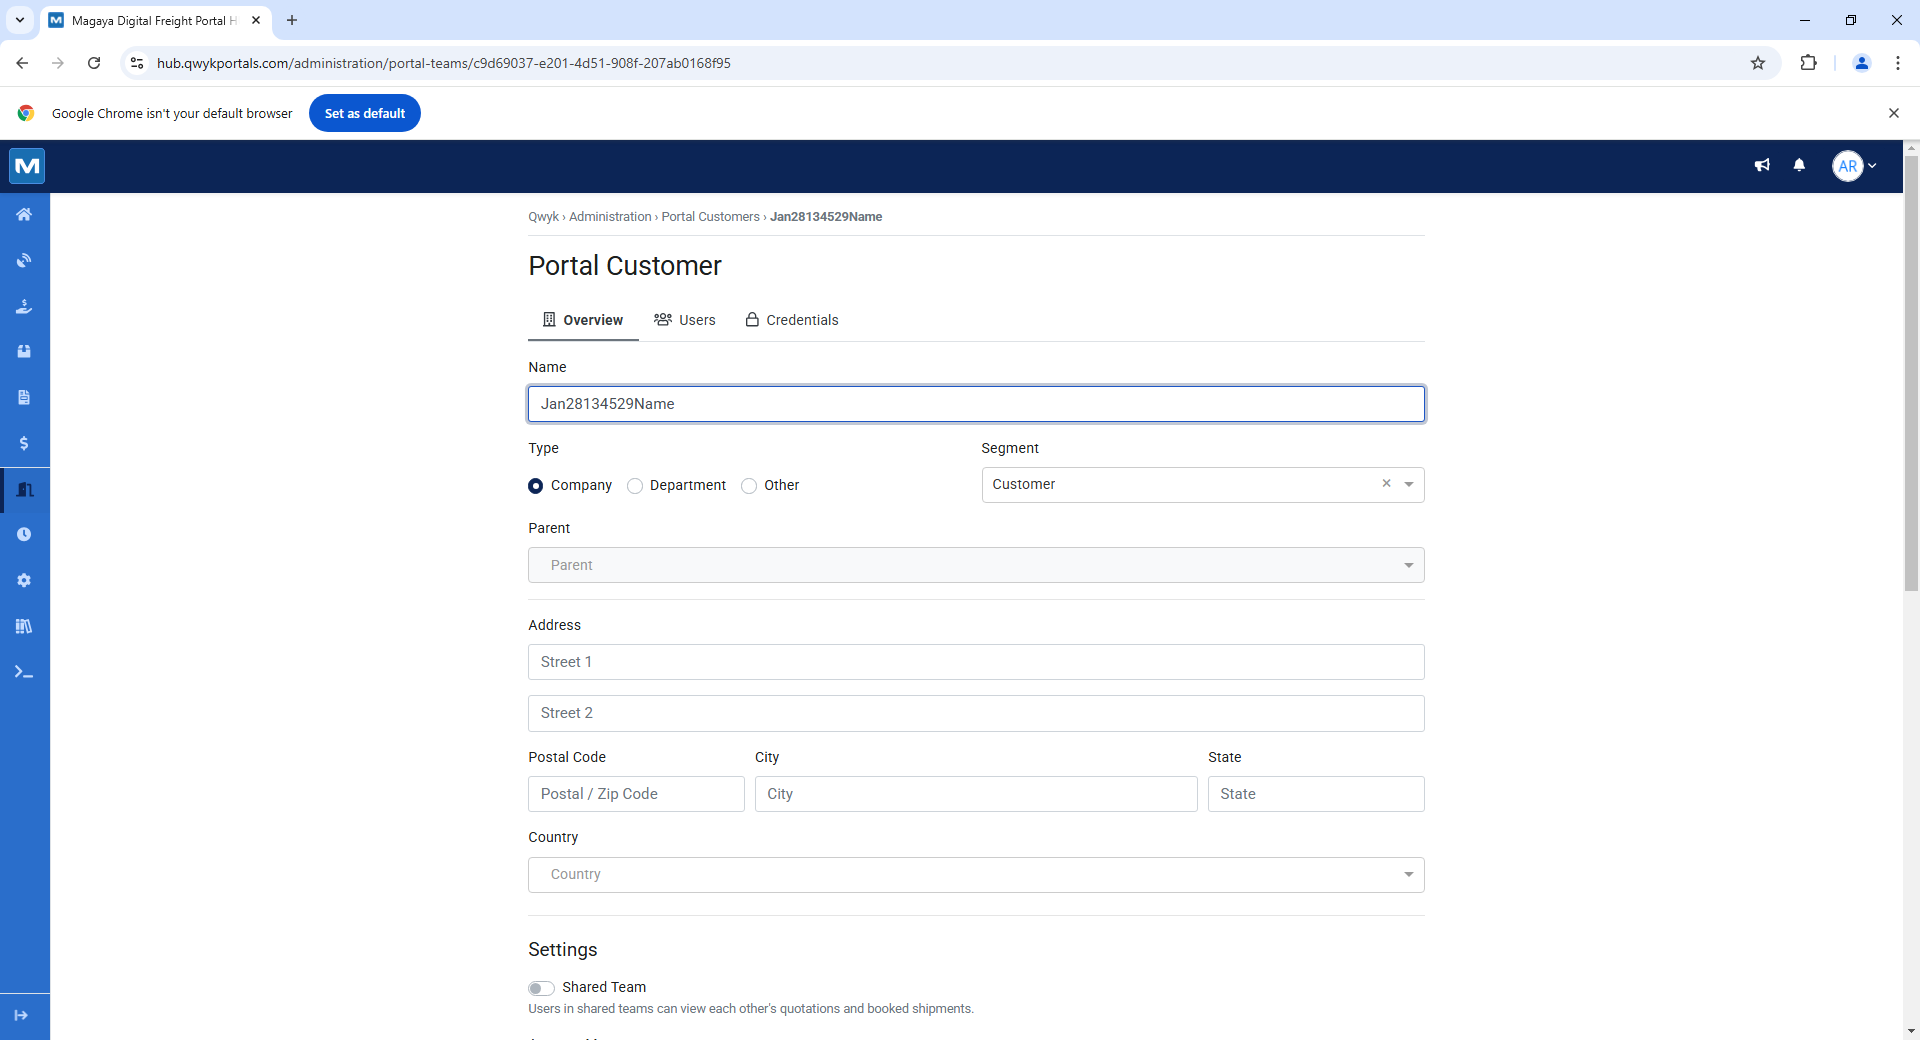 Magaya Digital Freight Portal H
hub.qwykportals.com/administration/portal-teams/c9d69037-e201-4d51-908f-207ab0168f95
Google Chrome isn't your default browser
Set as default
M
AR
Qwyk › Administration › Portal Customers › Jan28134529Name
Portal Customer
Overview
Users
Credentials
Name
Jan28134529Name
Type
Segment
Company
Department
Other
Customer
Parent
Parent
Address
Street 1
Street 2
Postal Code
City
State
Postal / Zip Code
City
State
Country
Country
Settings
Shared Team
Users in shared teams can view each other's quotations and booked shipments.